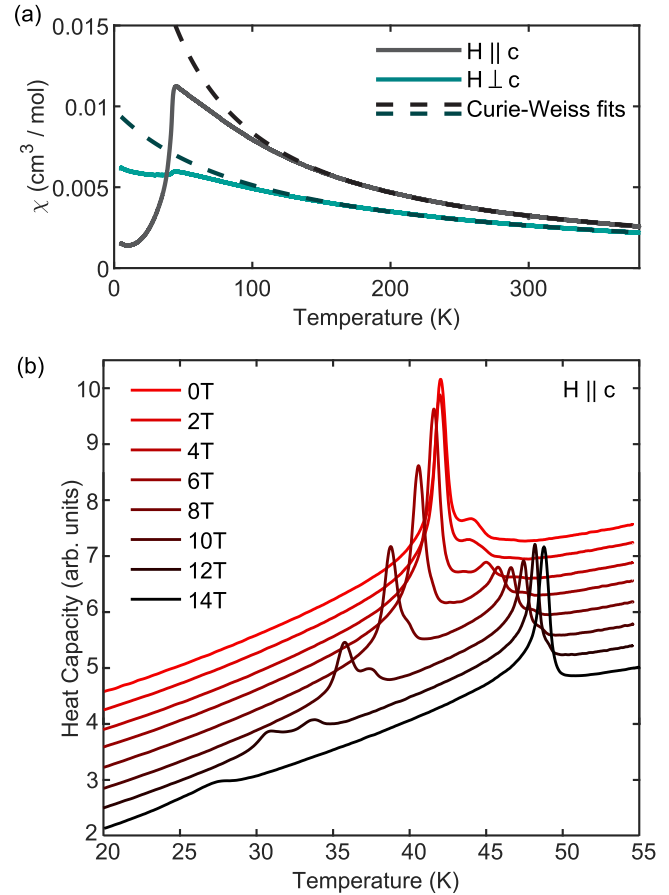 (a)
0.015
0.01
0.005
0
χ (cm³ / mol)
H || c
H ⊥ c
Curie-Weiss fits
0 100 200 300
Temperature (K)
(b)
H || c
0T
2T
4T
6T
8T
10T
12T
14T
10
9
8
7
6
5
4
3
2
Heat Capacity (arb. units)
20 25 30 35 40 45 50 55
Temperature (K)